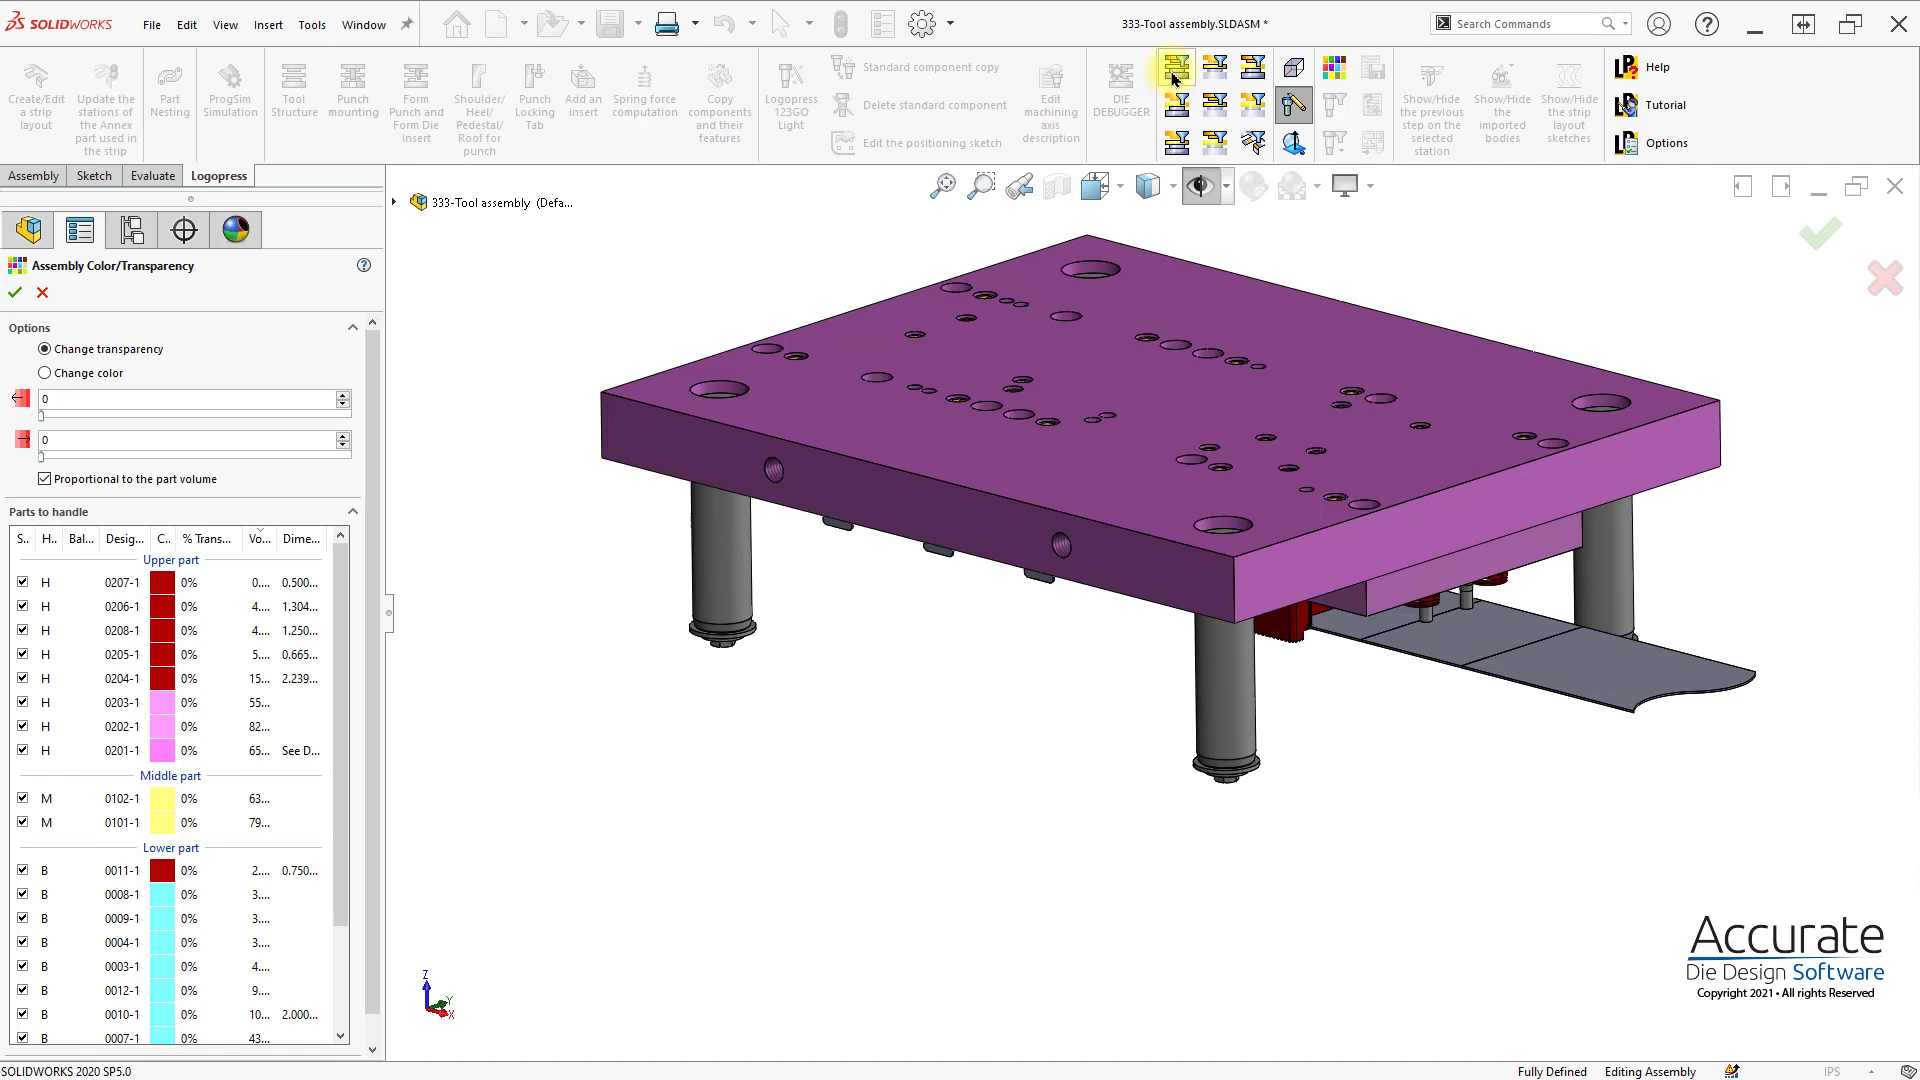 SOLIDWORKS
File Edit View Insert Tools Window
333-Tool assembly.SLDASM *
Search Commands
Create/Edit a strip layout
Update the stations of the Annex part used in the strip
Part Nesting
ProgSim Simulation
Tool Structure
Punch mounting
Form Punch and Form Die Insert
Shoulder/ Heel/ Pedestal/ Roof for punch
Punch Locking Tab
Add an insert
Spring force computation
Copy components and their features
Logopress 123GO Light
Standard component copy
Delete standard component
Edit the positioning sketch
Edit machining axis description
DIE DEBUGGER
Show/Hide the previous step on the selected station
Show/Hide the imported bodies
Show/Hide the strip layout sketches
Help
Tutorial
Options
Assembly Sketch Evaluate Logopress
333-Tool assembly (Defa...
Assembly Color/Transparency
Options
Change transparency
Change color
0
0
Proportional to the part volume
Parts to handle
S.. H.. Bal... Desig... C.. % Trans... Vo... Dime...
Upper part
H 0207-1 0% 0.... 0.500...
H 0206-1 0% 4.... 1.304...
H 0208-1 0% 4.... 1.250...
H 0205-1 0% 5.... 0.665...
H 0204-1 0% 15... 2.239...
H 0203-1 0% 55...
H 0202-1 0% 82...
H 0201-1 0% 65... See D...
Middle part
M 0102-1 0% 63...
M 0101-1 0% 79...
Lower part
B 0011-1 0% 2.... 0.750...
B 0008-1 0% 3....
B 0009-1 0% 3....
B 0004-1 0% 3....
B 0003-1 0% 4....
B 0012-1 0% 9....
B 0010-1 0% 10... 2.000...
B 0007-1 0% 43...
Z
Y
X
Accurate
Die Design Software
Copyright 2021 • All rights Reserved
SOLIDWORKS 2020 SP5.0
Fully Defined Editing Assembly IPS